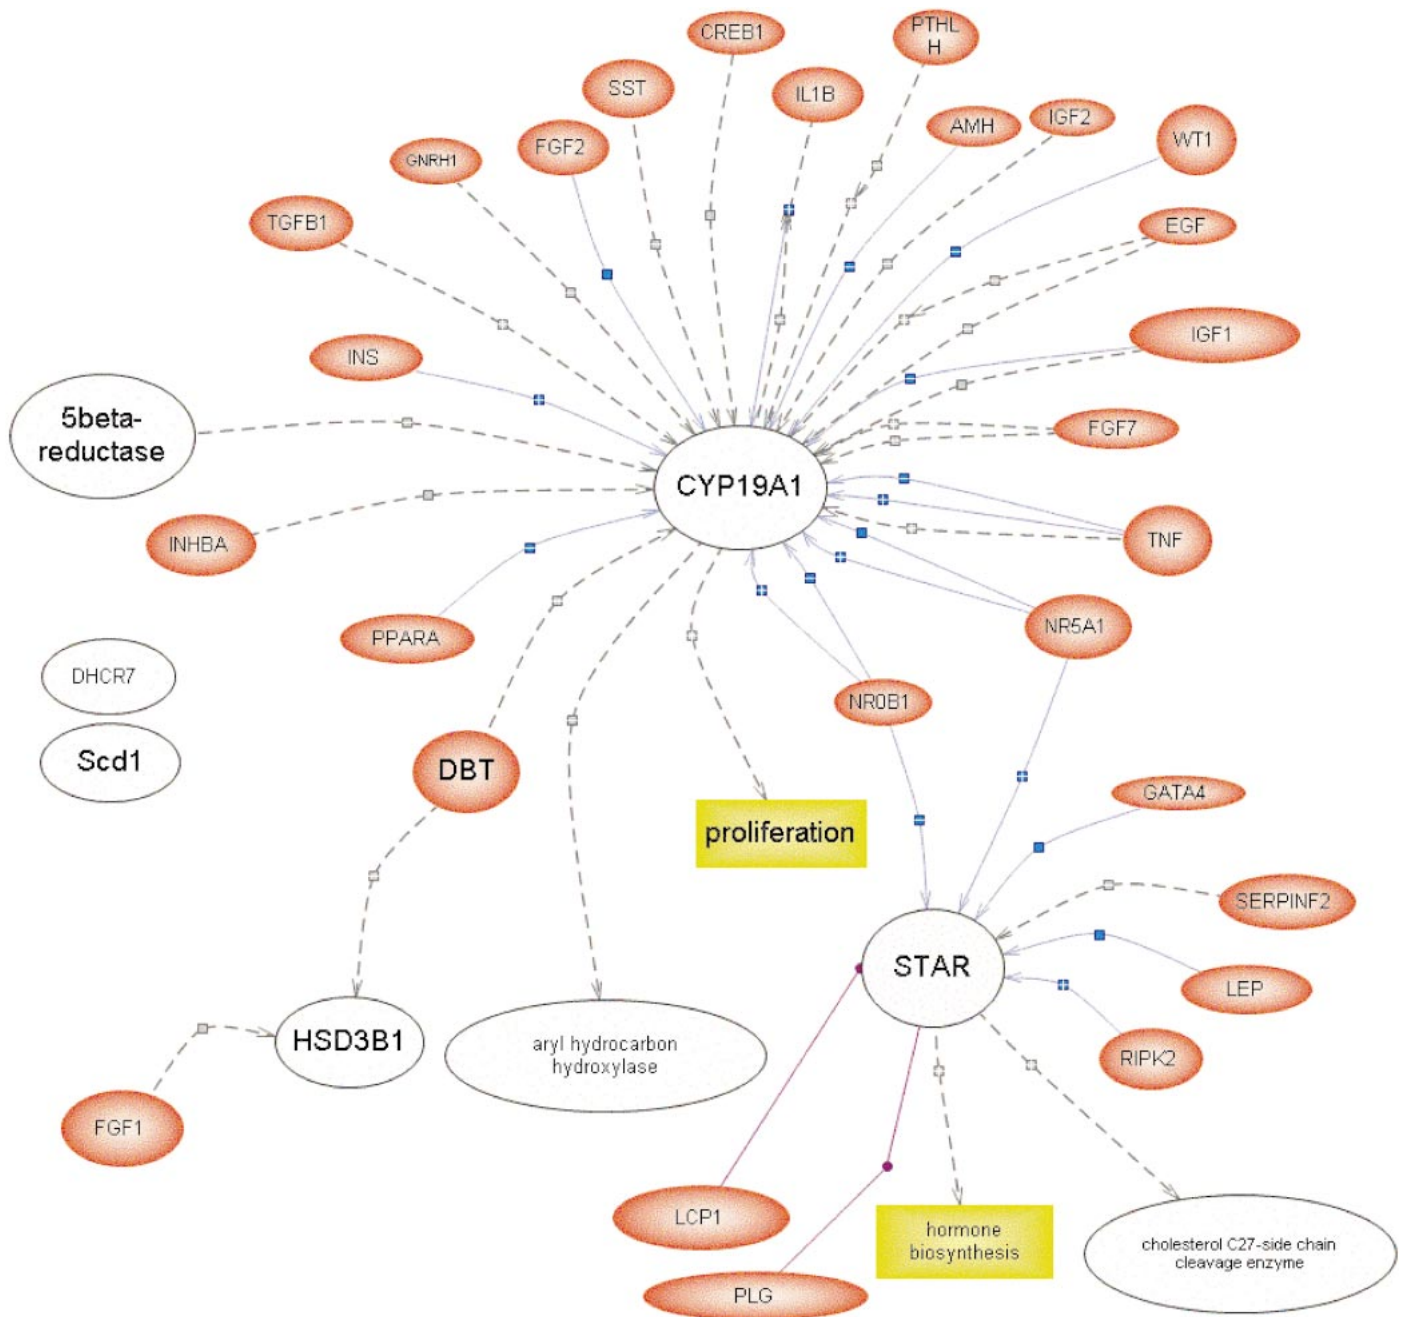 CREB1
PTHL
H
SST
IL1B
AMH
IGF2
WT1
FGF2
GNRH1
TGFB1
EGF
INS
IGF1
5beta-
reductase
FGF7
CYP19A1
INHBA
TNF
PPARA
NR5A1
DHCR7
NR0B1
Scd1
DBT
GATA4
proliferation
SERPINF2
STAR
LEP
HSD3B1
aryl hydrocarbon
hydroxylase
RIPK2
FGF1
LCP1
hormone
biosynthesis
cholesterol C27-side chain
cleavage enzyme
PLG